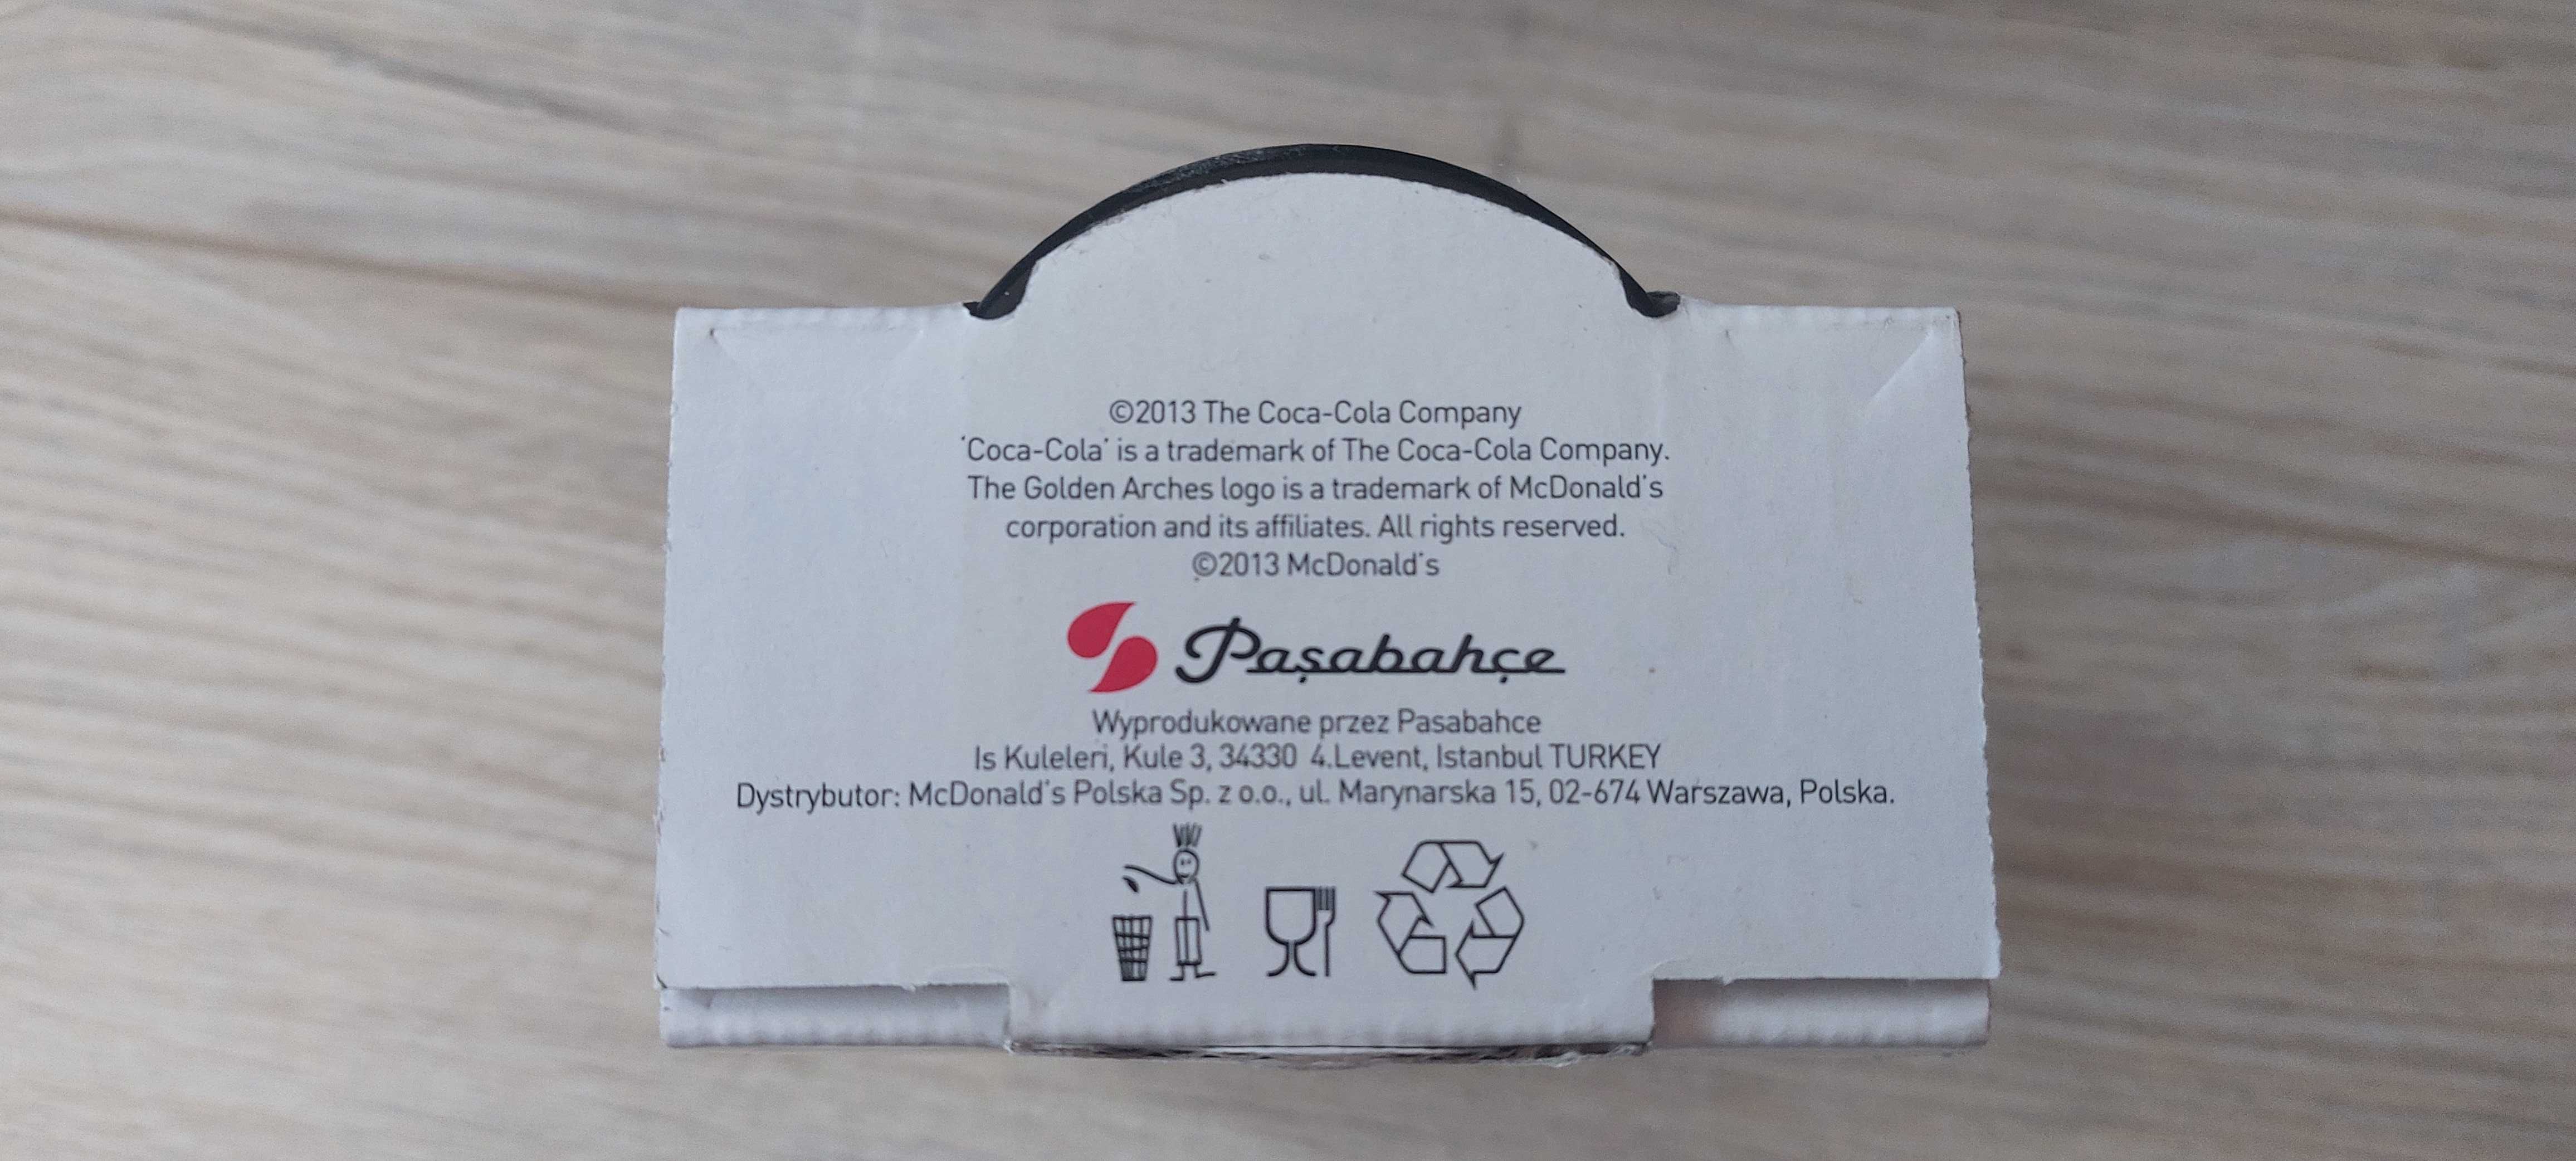 ©2013 The Coca-Cola Company
'Coca-Cola' is a trademark of The Coca-Cola Company.
The Golden Arches logo is a trademark of McDonald's
corporation and its affiliates. All rights reserved.
©2013 McDonald's
Paşabahçe
Wyprodukowane przez Pasabahce
Is Kuleleri, Kule 3, 34330 4.Levent, Istanbul TURKEY
Dystrybutor: McDonald's Polska Sp. z o.o., ul. Marynarska 15, 02-674 Warszawa, Polska.